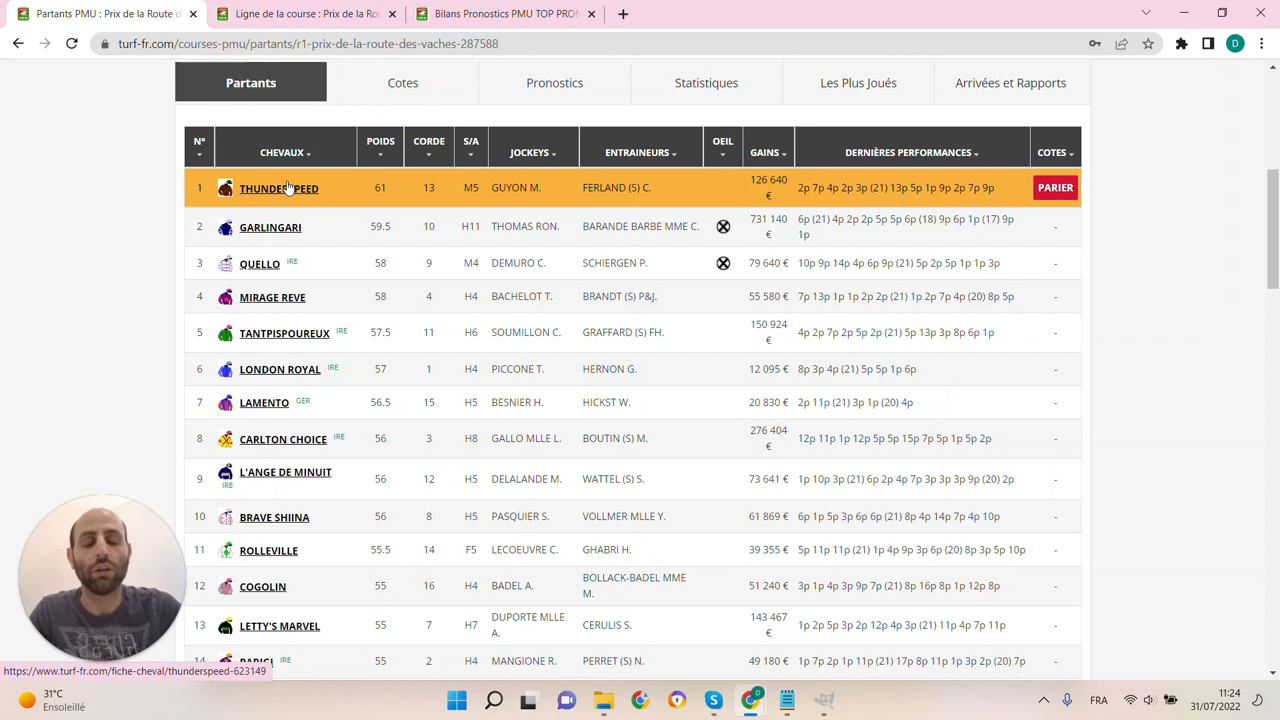 Partants PMU : Prix de la Route d
Ligne de la course : Prix de la Rou
Bilans Pronostics PMU TOP PRON
turf-fr.com/courses-pmu/partants/r1-prix-de-la-route-des-vaches-287588
D
Partants Cotes Pronostics Statistiques Les Plus Joués Arrivées et Rapports
N° CHEVAUX POIDS CORDE S/A JOCKEYS ENTRAINEURS OEIL GAINS DERNIÈRES PERFORMANCES COTES
1 THUNDERSPEED 61 13 M5 GUYON M. FERLAND (S) C. 126 640 € 2p 7p 4p 2p 3p (21) 13p 5p 1p 9p 2p 7p 9p PARIER
2 GARLINGARI 59.5 10 H11 THOMAS RON. BARANDE BARBE MME C. 731 140 € 6p (21) 4p 2p 2p 5p 5p 6p (18) 9p 6p 1p (17) 9p 1p -
3 QUELLO IRE 58 9 M4 DEMURO C. SCHIERGEN P. 79 640 € 10p 9p 14p 4p 6p 9p (21) 5p 2p 5p 1p 1p 3p -
4 MIRAGE REVE 58 4 H4 BACHELOT T. BRANDT (S) P&J. 55 580 € 7p 13p 1p 1p 2p 2p (21) 1p 2p 7p 4p (20) 8p 5p -
5 TANTPISPOUREUX IRE 57.5 11 H6 SOUMILLON C. GRAFFARD (S) FH. 150 924 € 4p 2p 7p 2p 5p 2p (21) 5p 13p 3p 8p 6p 1p -
6 LONDON ROYAL IRE 57 1 H4 PICCONE T. HERNON G. 12 095 € 8p 3p 4p (21) 5p 5p 1p 6p -
7 LAMENTO GER 56.5 15 H5 BESNIER H. HICKST W. 20 830 € 2p 11p (21) 3p 1p (20) 4p -
8 CARLTON CHOICE IRE 56 3 H8 GALLO MLLE L. BOUTIN (S) M. 276 404 € 12p 11p 1p 12p 5p 5p 15p 7p 5p 1p 5p 2p -
9 L'ANGE DE MINUIT IRE 56 12 H5 DELALANDE M. WATTEL (S) S. 73 641 € 1p 10p 3p (21) 6p 2p 4p 7p 3p 3p 9p (20) 2p -
10 BRAVE SHIINA 56 8 H5 PASQUIER S. VOLLMER MLLE Y. 61 869 € 6p 1p 5p 3p 6p (21) 8p 4p 14p 7p 4p 10p -
11 ROLLEVILLE 55.5 14 F5 LECOEUVRE C. GHABRI H. 39 355 € 5p 11p 11p (21) 1p 4p 9p 3p 6p (20) 8p 3p 5p 10p -
12 COGOLIN 55 16 H4 BADEL A. BOLLACK-BADEL MME M. 51 240 € 3p 1p 4p 3p 9p 7p (21) 8p 16p 8p 1p 12p 8p -
13 LETTY'S MARVEL 55 7 H7 DUPORTE MLLE A. CERULIS S. 143 467 € 1p 2p 5p 3p 2p 12p 4p 3p (21) 11p 4p 7p 11p -
IRE 55 2 H4 MANGIONE R. PERRET (S) N. 49 180 €
https://www.turf-fr.com/fiche-cheval/thunderspeed-623149
31°C
Ensoleillé
FRA
11:24
31/07/2022